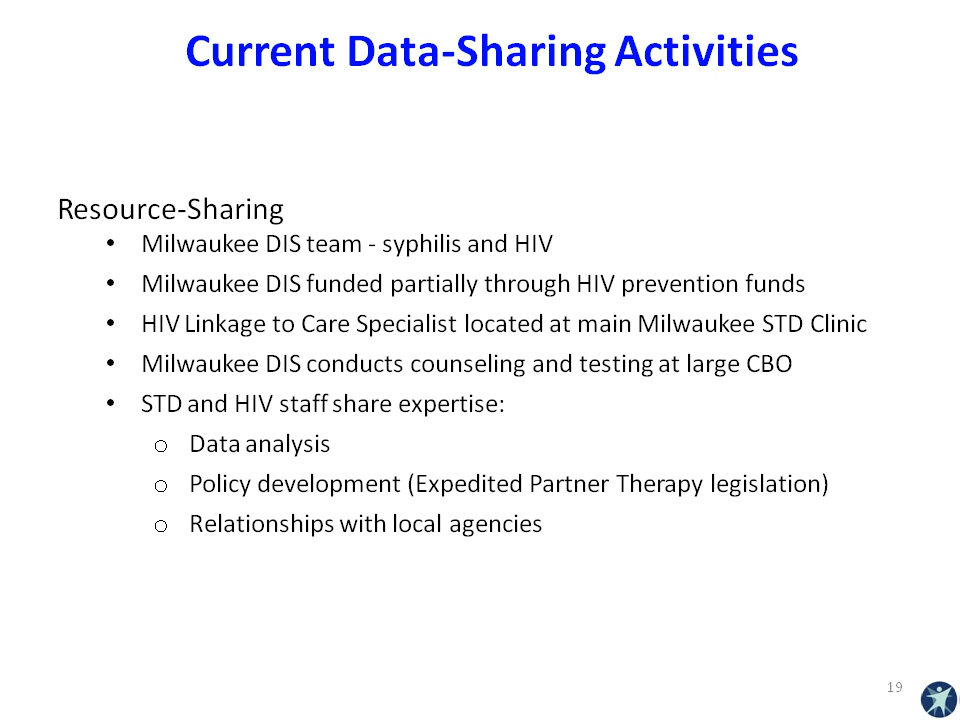 Current Data-Sharing Activities
Resource-Sharing
• Milwaukee DIS team - syphilis and HIV
• Milwaukee DIS funded partially through HIV prevention funds
• HIV Linkage to Care Specialist located at main Milwaukee STD Clinic
• Milwaukee DIS conducts counseling and testing at large CBO
• STD and HIV staff share expertise:
o Data analysis
o Policy development (Expedited Partner Therapy legislation)
o Relationships with local agencies
19